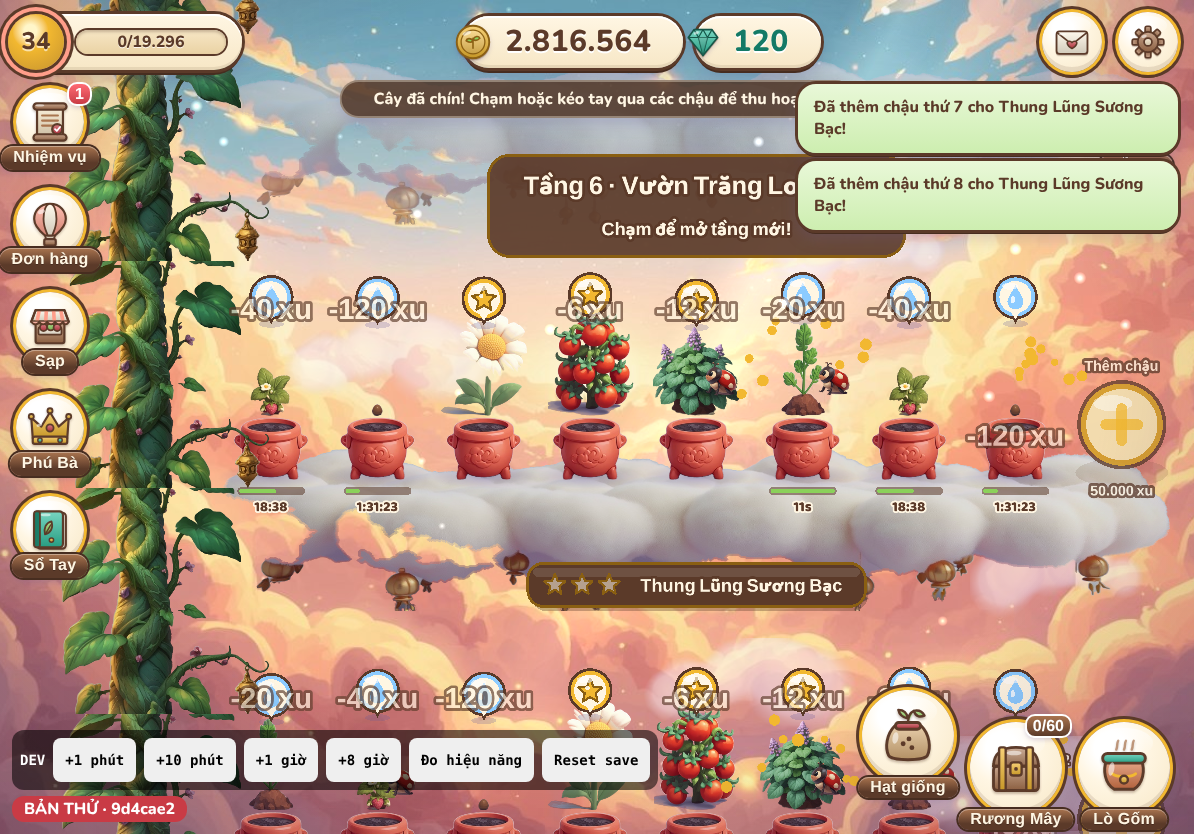 34
0/19.296
2.816.564
120
Cây đã chín! Chạm hoặc kéo tay qua các chậu để thu
Đã thêm chậu thứ 7 cho Thung Lũng Sương
Bạc!
Đã thêm chậu thứ 8 cho Thung Lũng Sương
Bạc!
1
Nhiệm vụ
Đơn hàng
Sạp
Phú Bà
Sổ Tay
Tầng 6 · Vườn Trăng
Chạm để mở tầng mới!
-40 xu
-120 xu
-6 xu
-12 xu
-20 xu
-40 xu
-120 xu
Thêm chậu
50.000 xu
18:38
1:31:23
11s
18:38
1:31:23
Thung Lũng Sương Bạc
-20 xu
-40 xu
-120 xu
-6 xu
-12 xu
DEV
+1 phút
+10 phút
+1 giờ
+8 giờ
Đo hiệu năng
Reset save
BẢN THỬ · 9d4cae2
Hạt giống
0/60
Rương Mây
Lò Gốm